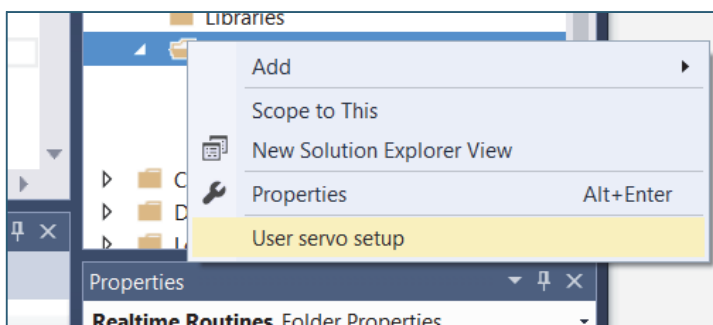 Libraries
Add
Scope to This
New Solution Explorer View
Properties Alt+Enter
User servo setup
Properties
Realtime Routines Folder Properties